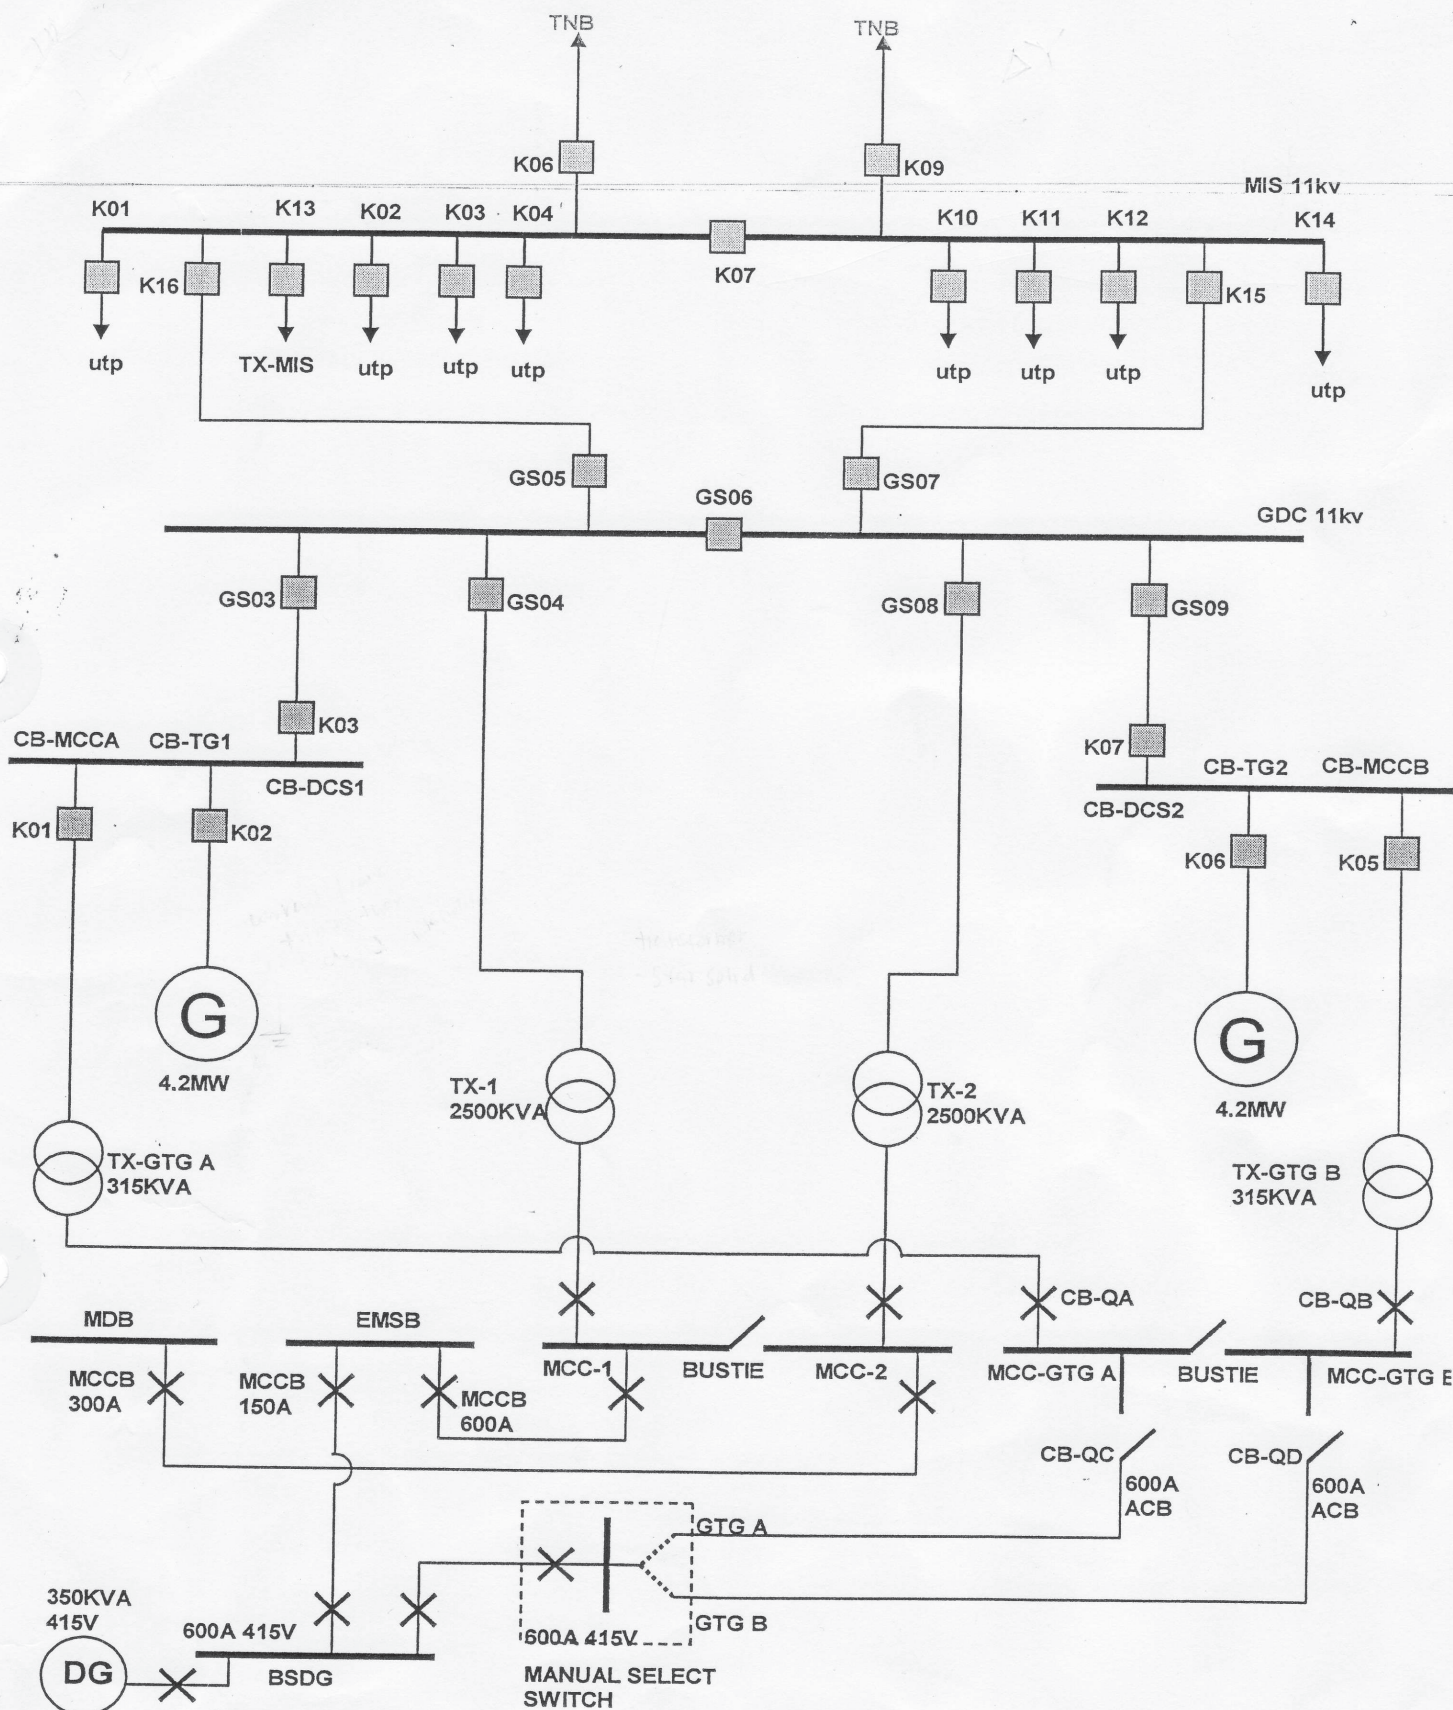 TNB
TNB
K06
K09
MIS 11kv
K01
K13
K02
K03
K04
K10
K11
K12
K14
K16
K07
K15
utp
TX-MIS
utp
utp
utp
utp
utp
utp
utp
GS05
GS07
GS06
GDC 11kv
GS03
GS04
GS08
GS09
K03
K07
CB-MCCA
CB-TG1
CB-TG2
CB-MCCB
CB-DCS1
CB-DCS2
K01
K02
K06
K05
G
G
4.2MW
4.2MW
TX-1
2500KVA
TX-2
2500KVA
TX-GTG A
315KVA
TX-GTG B
315KVA
CB-QA
CB-QB
MDB
EMSB
MCC-1
BUSTIE
MCC-2
MCC-GTG A
BUSTIE
MCC-GTG
MCCB
300A
MCCB
150A
MCCB
600A
CB-QC
600A
ACB
CB-QD
600A
ACB
GTG A
GTG B
600A 415V
MANUAL SELECT
SWITCH
350KVA
415V
600A 415V
DG
BSDG